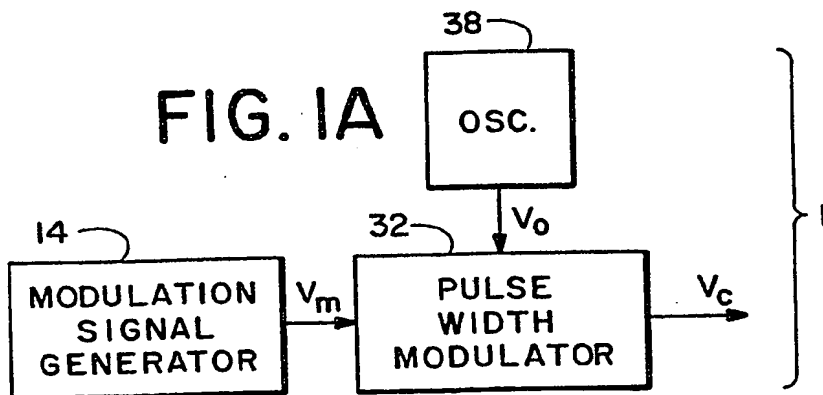 38
FIG. 1A
OSC.
Vo
14
32
MODULATION
SIGNAL
GENERATOR
Vm
PULSE
WIDTH
MODULATOR
Vc